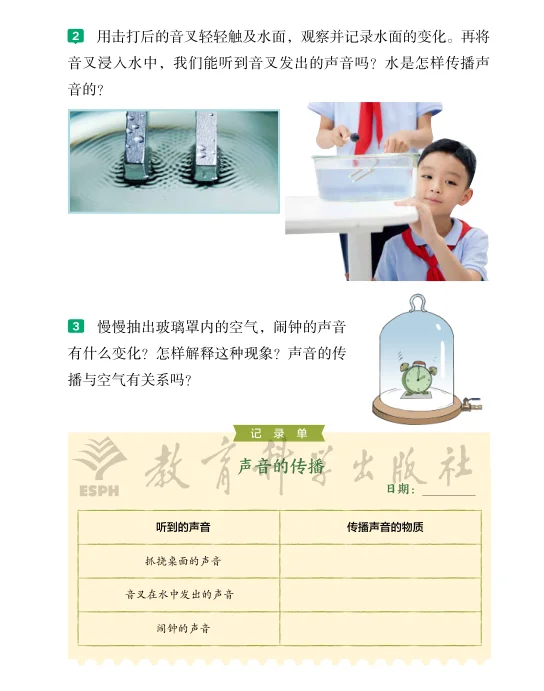 2 用击打后的音叉轻轻触及水面，观察并记录水面的变化。再将
音叉浸入水中，我们能听到音叉发出的声音吗？水是怎样传播声
音的？
3 慢慢抽出玻璃罩内的空气，闹钟的声音
有什么变化？怎样解释这种现象？声音的传
播与空气有关系吗？
记录单
ESPH 教育科学出版社
声音的传播
日期：
听到的声音 传播声音的物质
抓挠桌面的声音
音叉在水中发出的声音
闹钟的声音